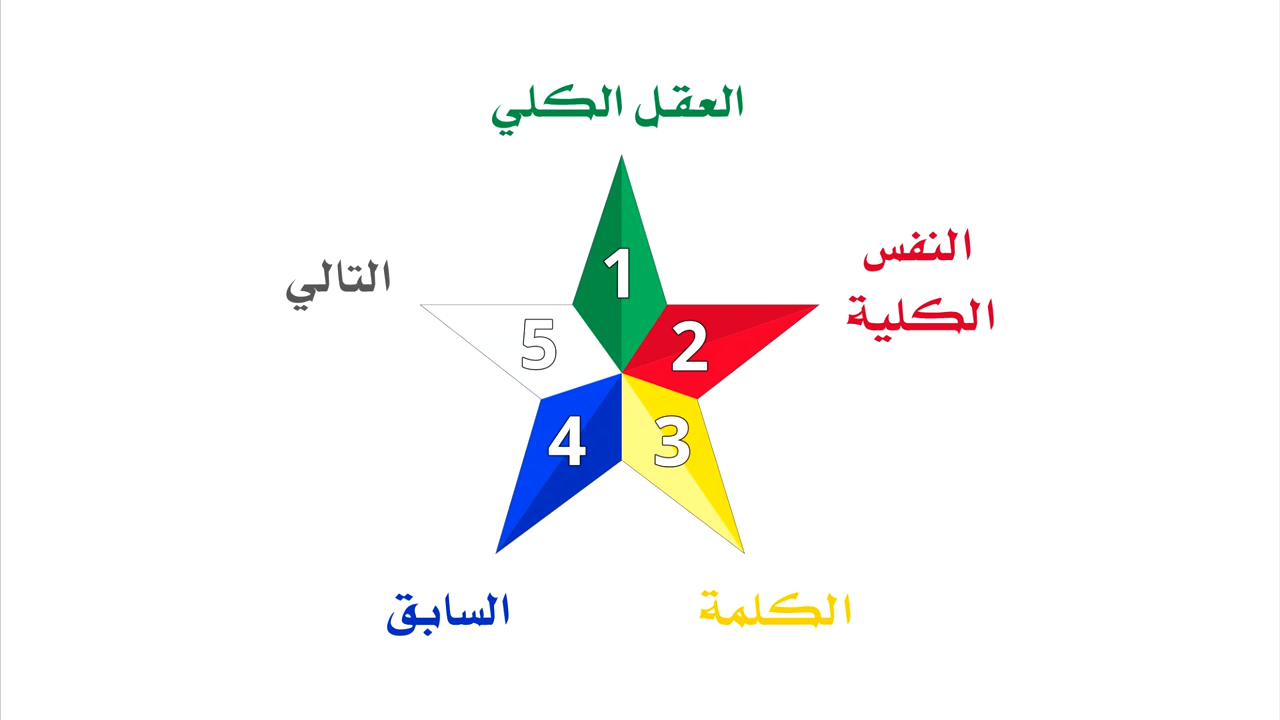 العقل الكلي
1
النفس
الكلية
2
3
الكلمة
4
السابق
5
التالي